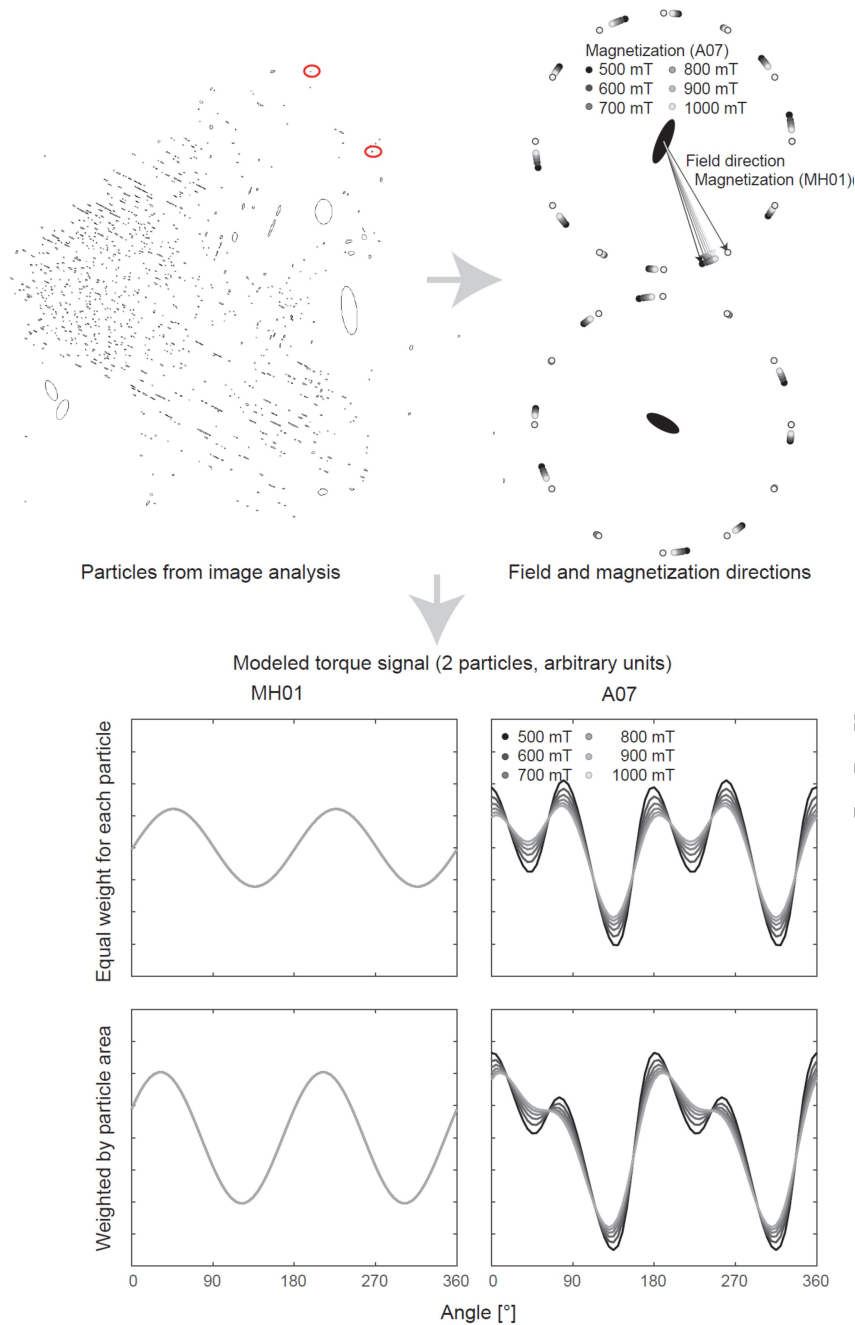 Magnetization (A07)
500 mT 800 mT
600 mT 900 mT
700 mT 1000 mT
Field direction
Magnetization (MH01)(
Particles from image analysis
Field and magnetization directions
Modeled torque signal (2 particles, arbitrary units)
MH01 A07
Equal weight for each particle
500 mT 800 mT
600 mT 900 mT
700 mT 1000 mT
Weighted by particle area
0 90 180 270 360 0 90 180 270 360
Angle [°]